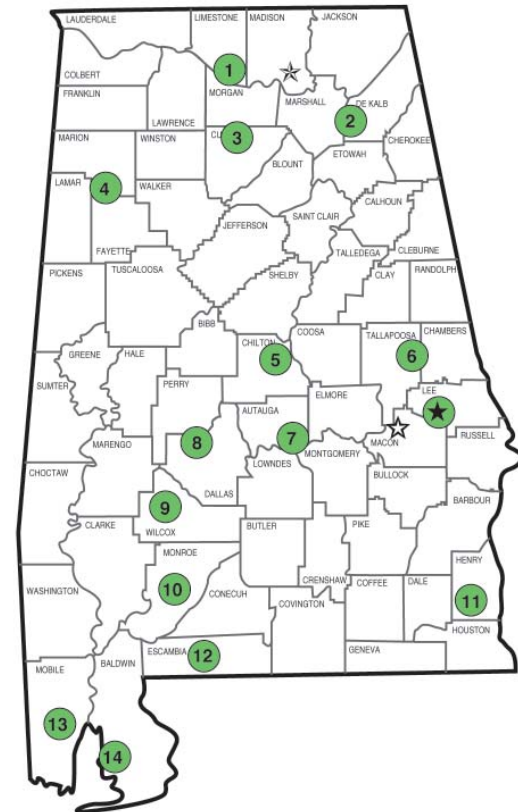 LAUDERDALE
LIMESTONE
MADISON
JACKSON
COLBERT
1
FRANKLIN
LAWRENCE
MORGAN
MARSHALL
DE KALB
2
MARION
WINSTON
3
CHEROKEE
ETOWAH
BLOUNT
LAMAR
4
WALKER
CALHOUN
SAINT CLAIR
JEFFERSON
FAYETTE
CLEBURNE
TALLEDEGA
PICKENS
TUSCALOOSA
SHELBY
CLAY
RANDOLPH
BIBB
COOSA
TALLAPOOSA
CHAMBERS
GREENE
HALE
CHILTON
5
6
SUMTER
PERRY
ELMORE
LEE
AUTAUGA
MARENGO
8
7
MACON
RUSSELL
LOWNDES
MONTGOMERY
CHOCTAW
BULLOCK
DALLAS
BARBOUR
9
CLARKE
WILCOX
BUTLER
PIKE
MONROE
HENRY
10
CRENSHAW
COFFEE
DALE
WASHINGTON
CONECUH
COVINGTON
11
HOUSTON
ESCAMBIA
12
GENEVA
MOBILE
BALDWIN
13
14